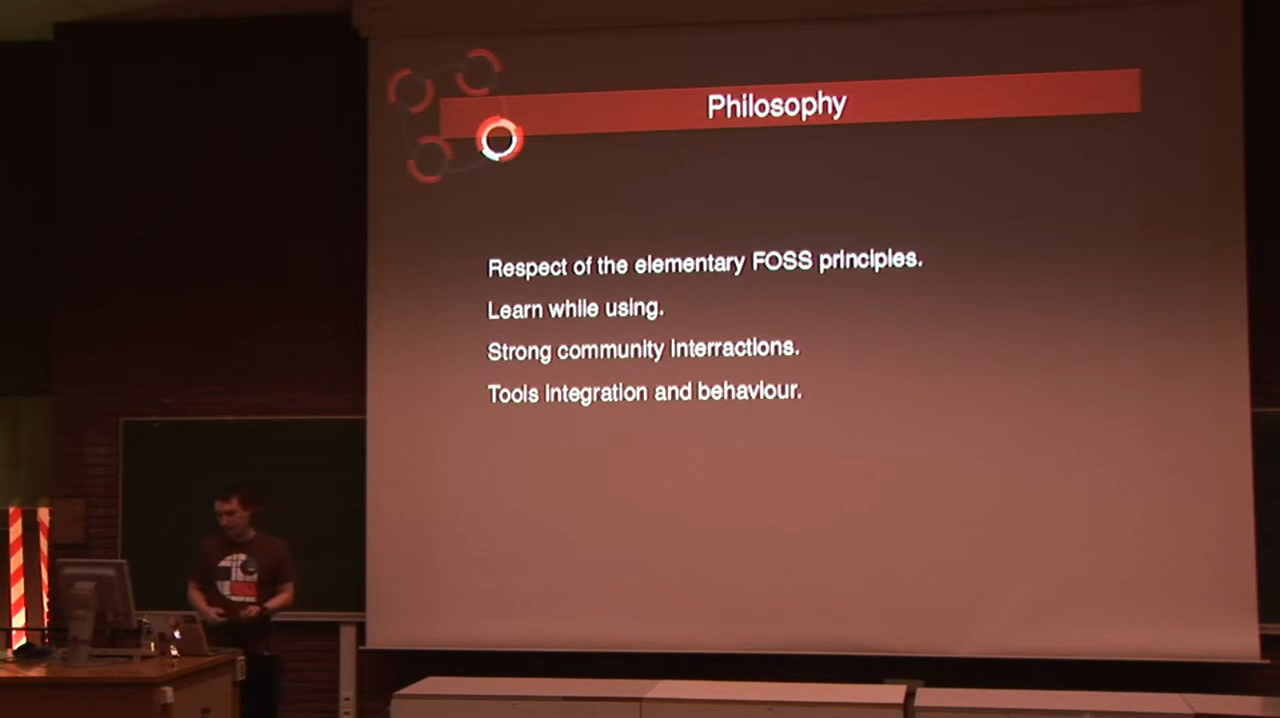 Philosophy
Respect of the elementary FOSS principles.
Learn while using.
Strong community interractions.
Tools integration and behaviour.